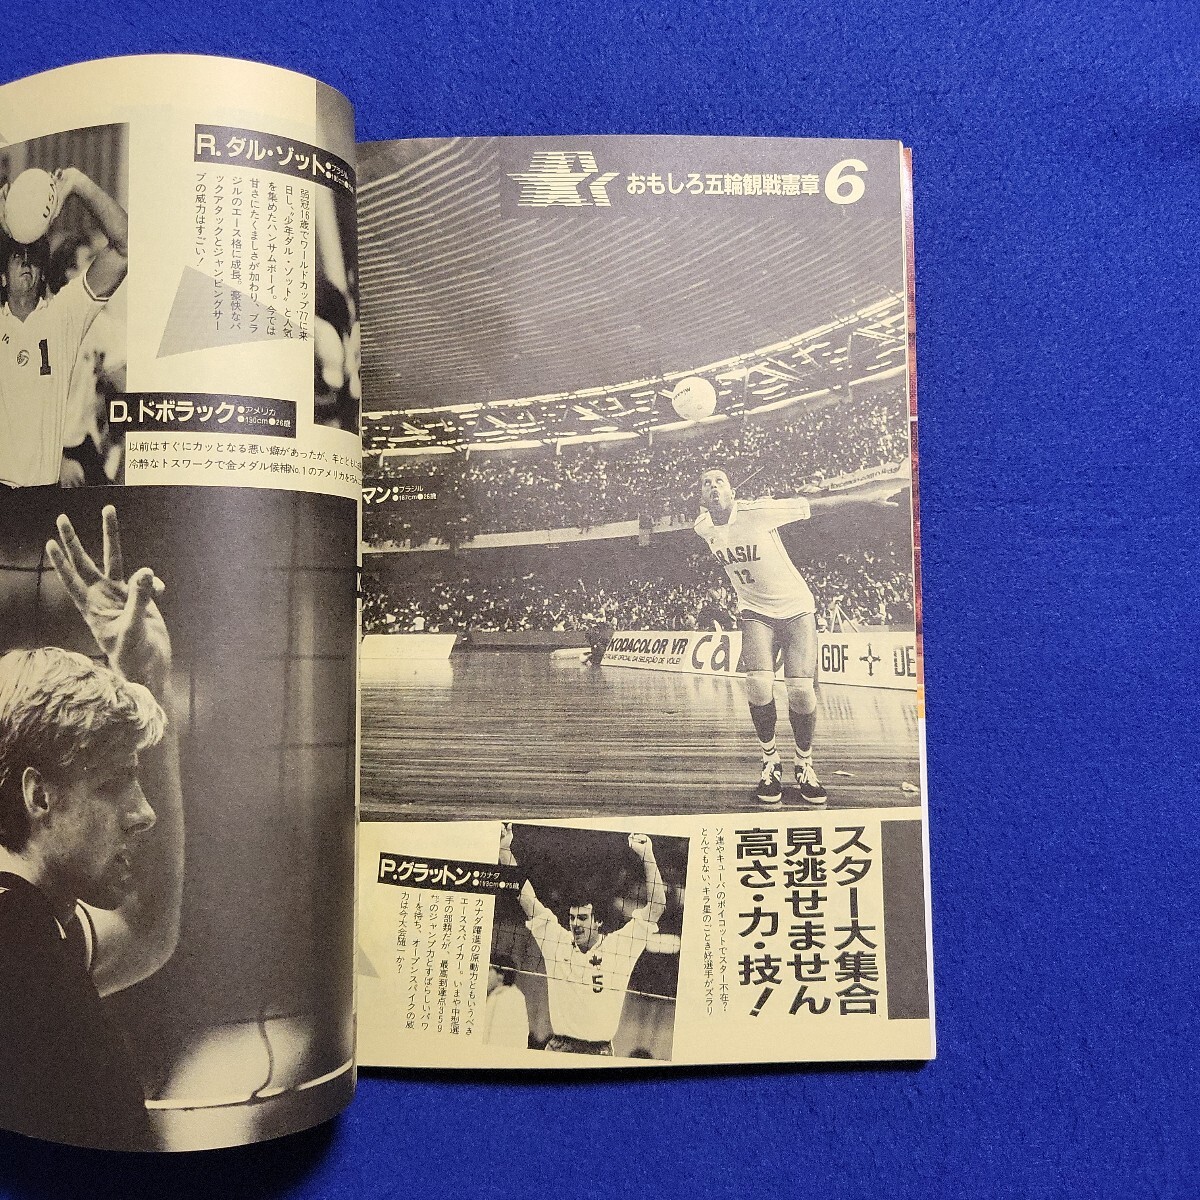 R.ダル・ゾット
●ブラジル
弱冠16歳でワールドカップ'77に来
日し、“少年ダル・ゾット”と人気
を集めたハンサムボーイ。今では
甘さにたくましさが加わり、ブラ
ジルのエース格に成長。豪快なバ
ックアタックとジャンピングサー
ブの威力はすごい!
USA
1
D.ドボラック
●アメリカ
●190cm●26歳
以前はすぐにカッとなる悪い癖があったが、年とともに
冷静なトスワークで金メダル候補No.1のアメリカを
おもしろ五輪観戦憲章6
マン
●ブラジル
●187cm●26歳
BRASIL
12
KODACOLOR VR
FILME OFICIAL DA SELEÇÃO DE VÔLEI
GDF
DE
スター大集合
見逃せません
高さ・力・技!
ソ連やキューバのボイコットでスター不在?
とんでもない、キラ星のごとき好選手がズラリ
P.グラットン
●カナダ
●193cm●25歳
カナダ躍進の原動力ともいうべき
エーススパイカー。いまや中型選
手の部類だが、最高到達点359
㌢のジャンプ力とすばらしいパワ
ーを持ち、オープンスパイクの威
力は今大会随一か?
5